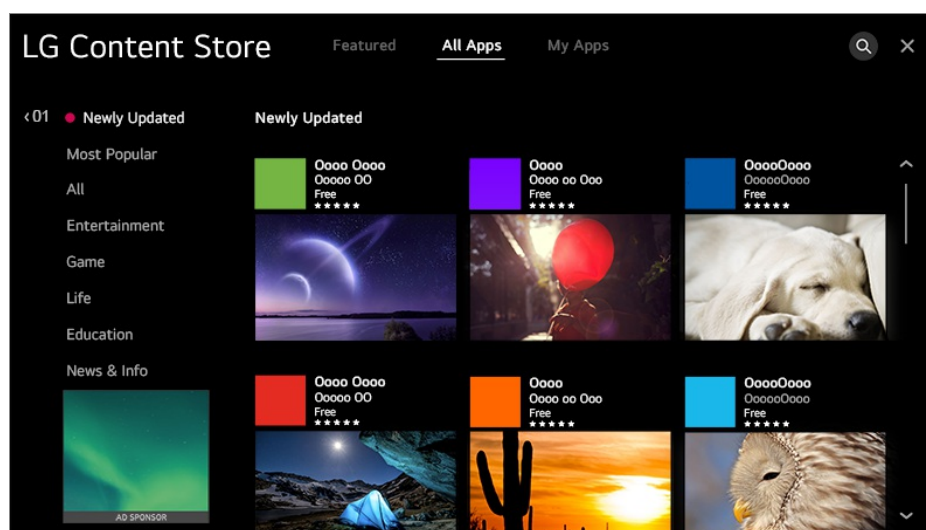 LG Content Store
Featured
All Apps
My Apps
‹01
Newly Updated
Most Popular
All
Entertainment
Game
Life
Education
News & Info
AD SPONSOR
Newly Updated
Oooo Oooo
Ooooo OO
Free
★★★★★
Oooo
Oooo oo Ooo
Free
★★★★★
OoooOooo
OooooOooo
Free
★★★★★
Oooo Oooo
Ooooo OO
Free
★★★★★
Oooo
Oooo oo Ooo
Free
★★★★★
OoooOooo
OooooOooo
Free
★★★★★